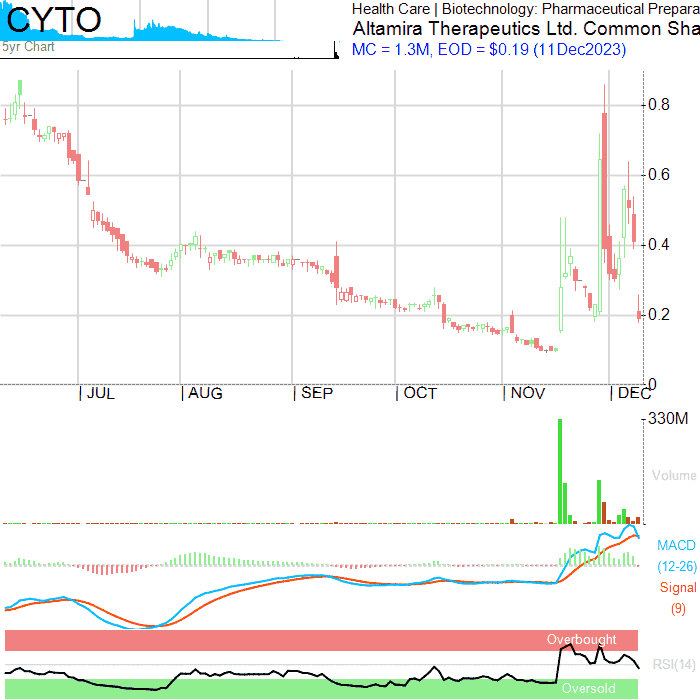 CYTO
Health Care | Biotechnology: Pharmaceutical Prepara
Altamira Therapeutics Ltd. Common Sha
MC = 1.3M, EOD = $0.19 (11Dec2023)
5yr Chart
0.8
0.6
0.4
0.2
0
JUL AUG SEP OCT NOV DEC
330M
Volume
MACD
(12-26)
Signal
(9)
Overbought
RSI(14)
Oversold